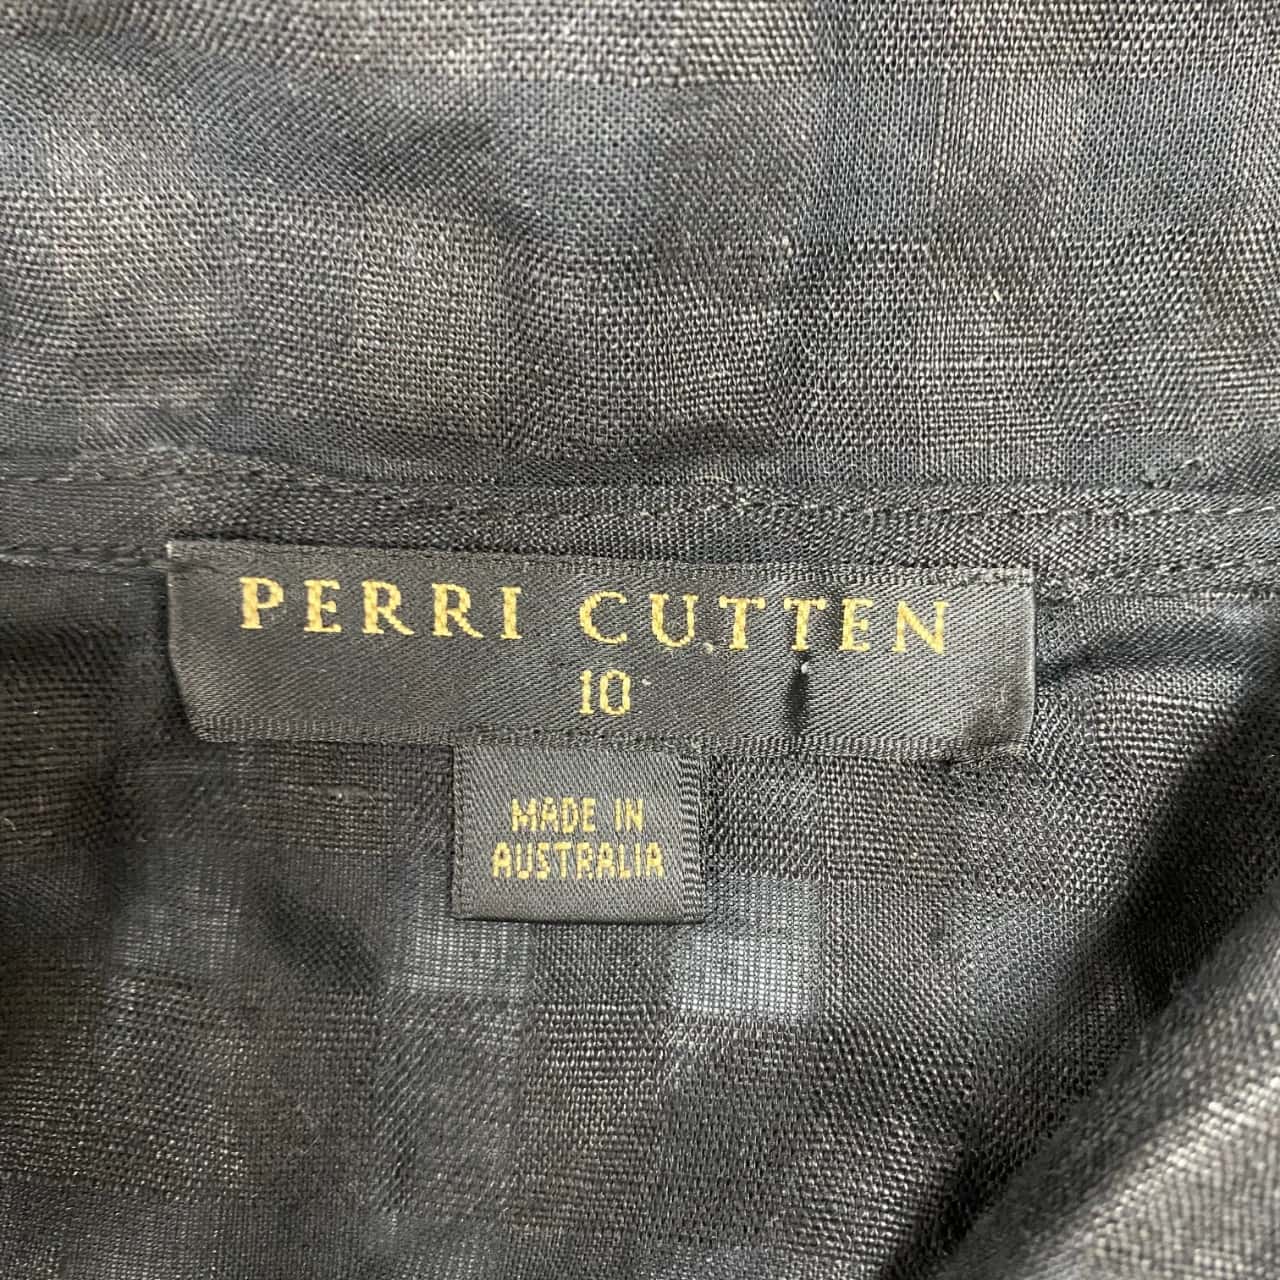 PERRI CUTTEN
10
MADE IN
AUSTRALIA